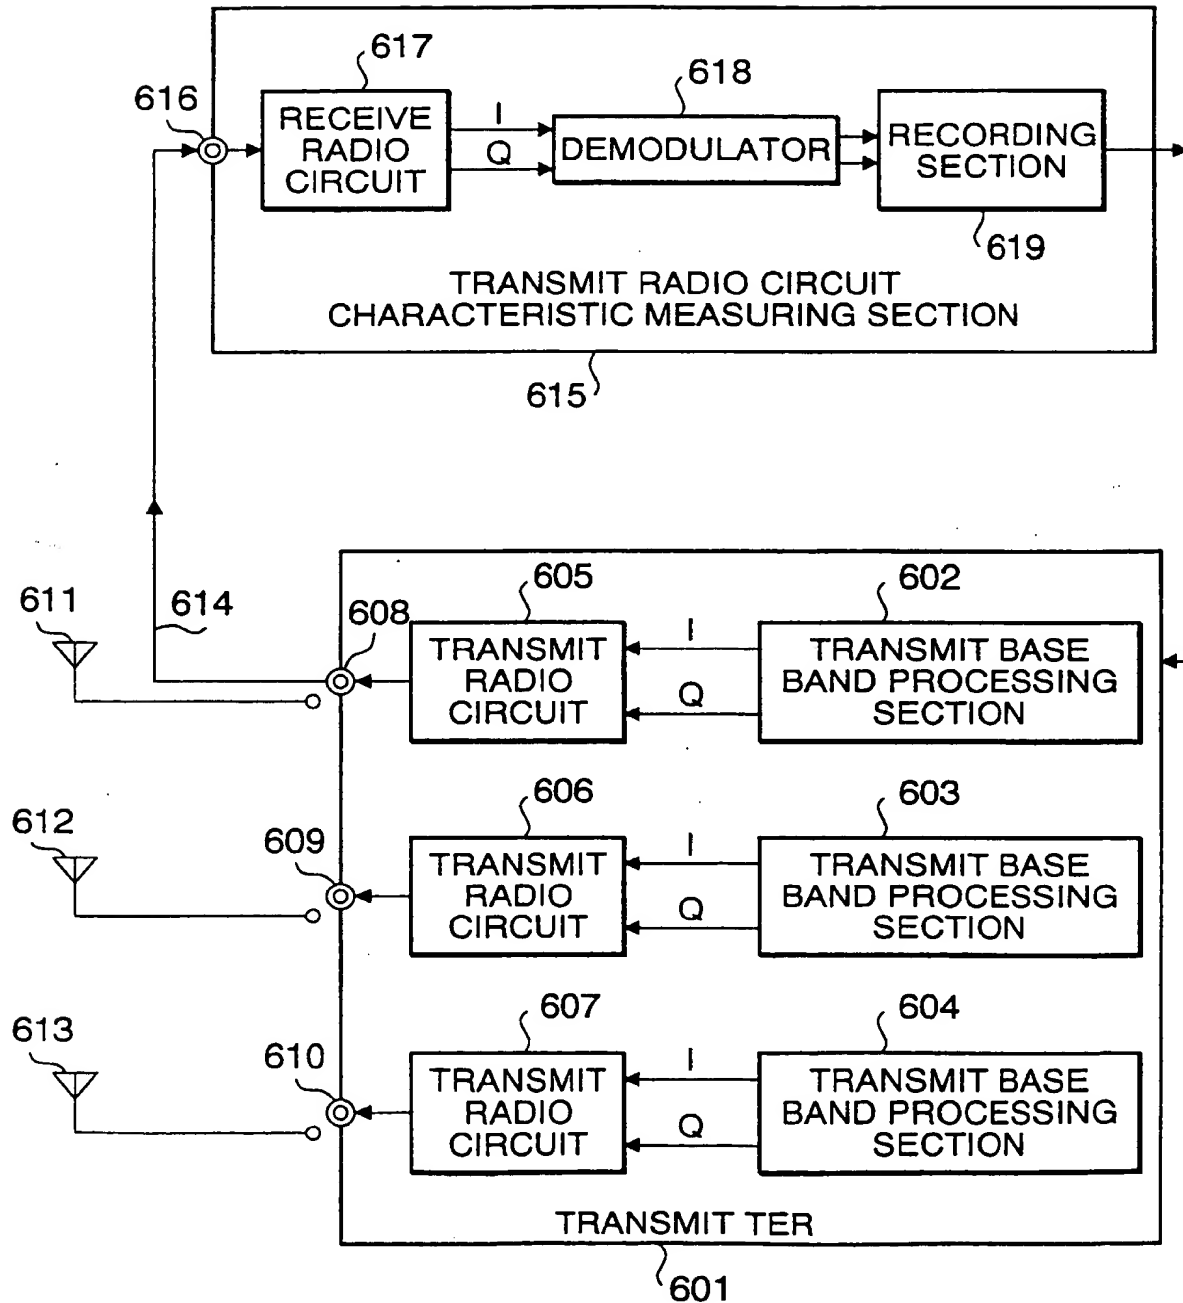 617
616
618
RECEIVE
RADIO
CIRCUIT
I
Q
DEMODULATOR
RECORDING
SECTION
619
TRANSMIT RADIO CIRCUIT
CHARACTERISTIC MEASURING SECTION
615
611
614
608
605
602
TRANSMIT
RADIO
CIRCUIT
I
Q
TRANSMIT BASE
BAND PROCESSING
SECTION
612
609
606
603
TRANSMIT
RADIO
CIRCUIT
I
Q
TRANSMIT BASE
BAND PROCESSING
SECTION
613
610
607
604
TRANSMIT
RADIO
CIRCUIT
I
Q
TRANSMIT BASE
BAND PROCESSING
SECTION
TRANSMIT TER
601